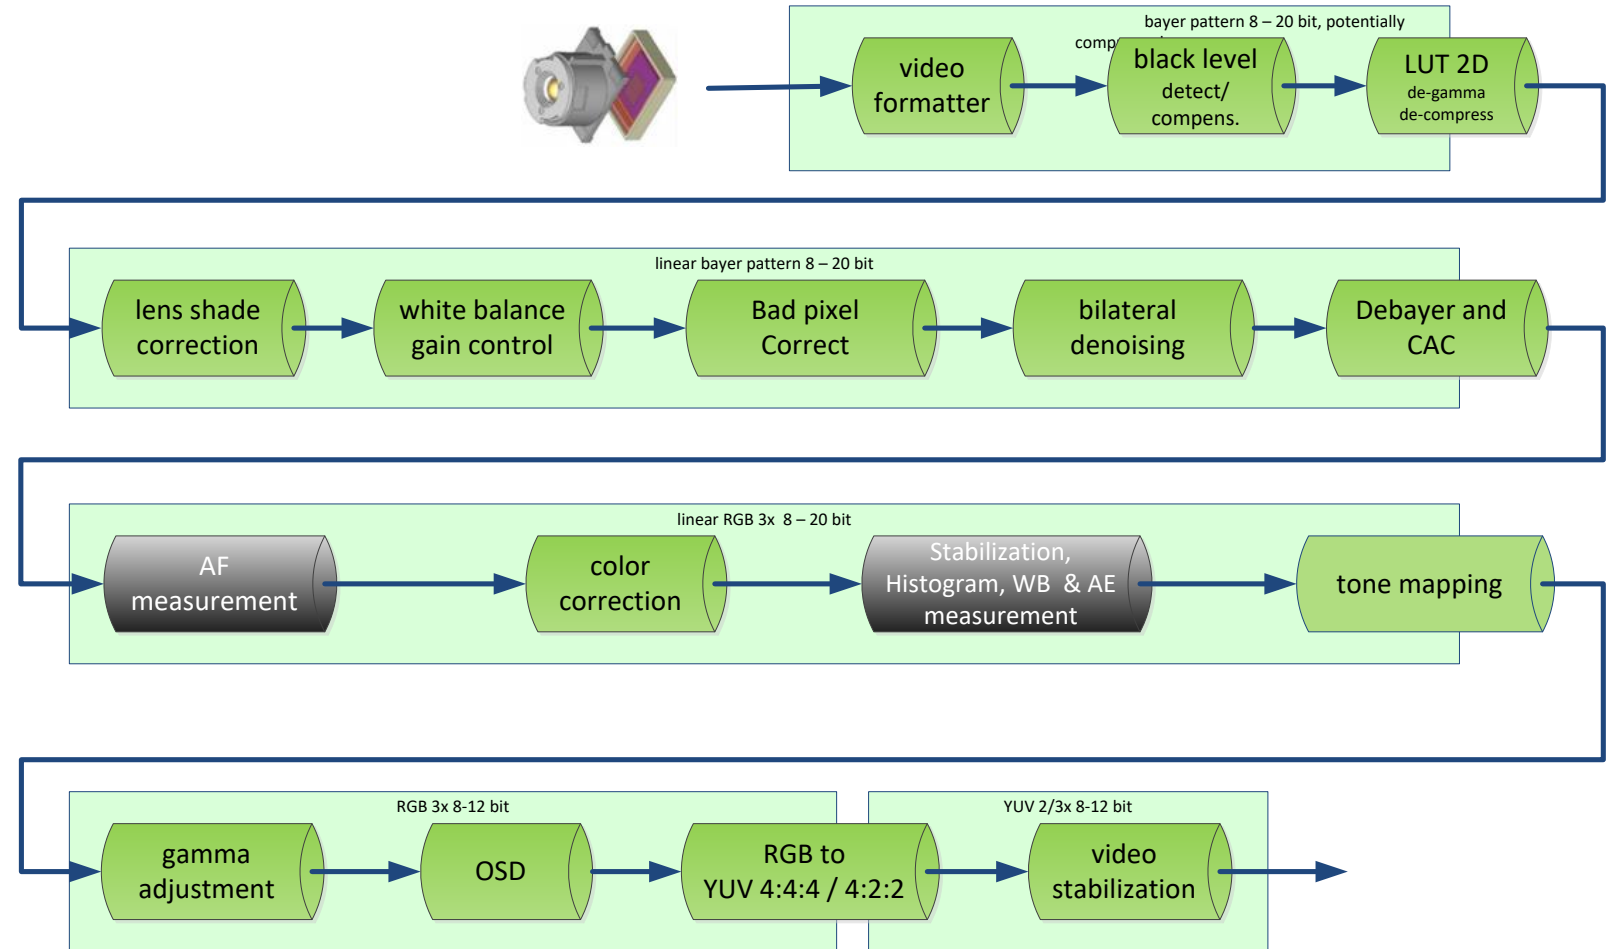 bayer pattern 8 – 20 bit, potentially
video
formatter
black level
detect/
compens.
LUT 2D
de-gamma
de-compress
linear bayer pattern 8 – 20 bit
lens shade
correction
white balance
gain control
Bad pixel
Correct
bilateral
denoising
Debayer and
CAC
linear RGB 3x 8 – 20 bit
AF
measurement
color
correction
Stabilization,
Histogram, WB & AE
measurement
tone mapping
RGB 3x 8-12 bit
YUV 2/3x 8-12 bit
gamma
adjustment
OSD
RGB to
YUV 4:4:4 / 4:2:2
video
stabilization